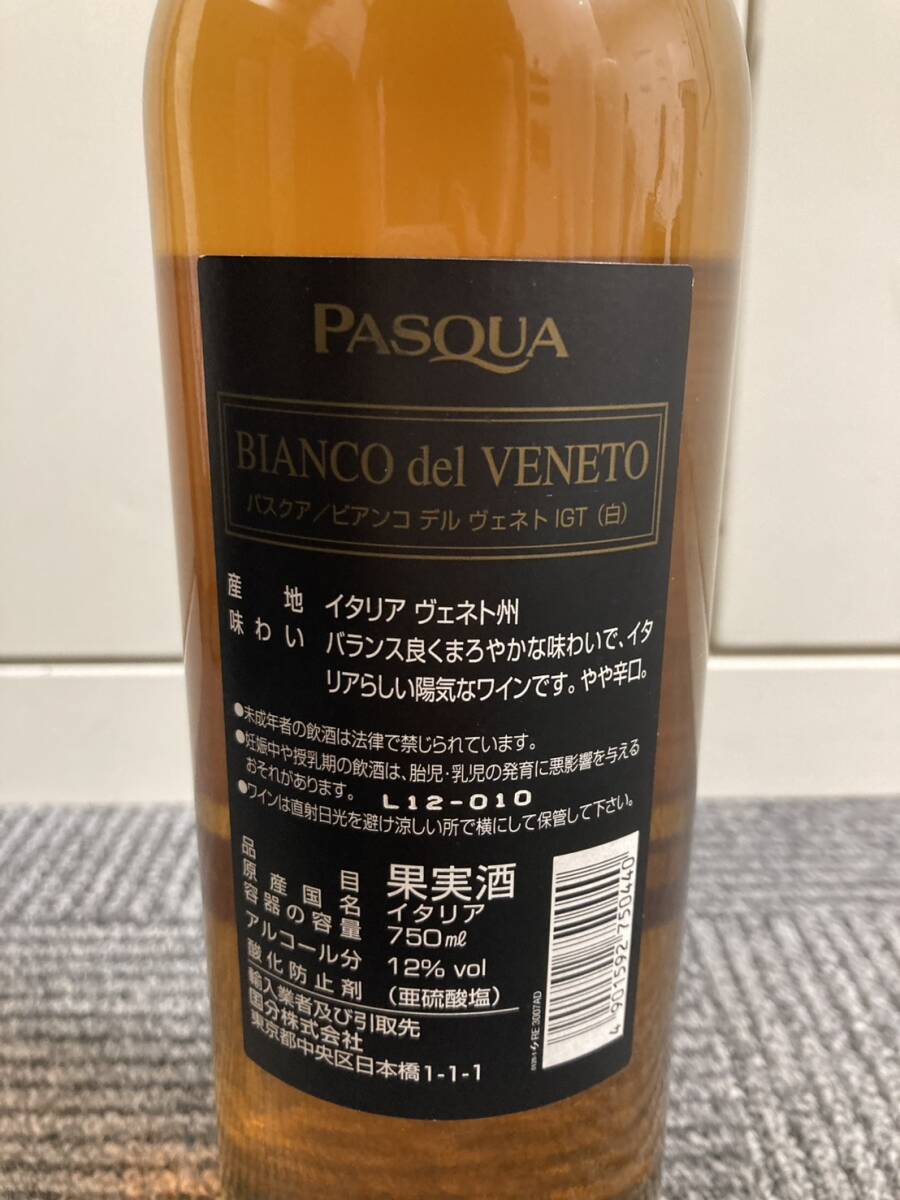 PASQUA
BIANCO del VENETO
パスクア／ビアンコ デル ヴェネト IGT（白）
産地 イタリア ヴェネト州
味わい バランス良くまろやかな味わいで、イタ
リアらしい陽気なワインです。やや辛口。
●未成年者の飲酒は法律で禁じられています。
●妊娠中や授乳期の飲酒は、胎児・乳児の発育に悪影響を与える
おそれがあります。 L12-010
●ワインは直射日光を避け涼しい所で横にして保管して下さい。
品目 果実酒
原産国名 イタリア
容器の容量 750㎖
アルコール分 12% vol
酸化防止剤 （亜硫酸塩）
輸入業者及び引取先
国分株式会社
東京都中央区日本橋1-1-1
4 901592 750440
RE 3007AD